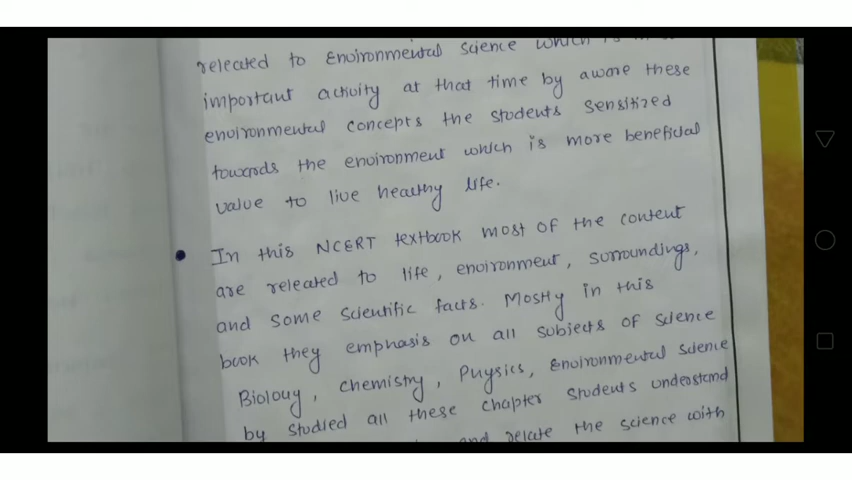 releated to Environmental science which is
important activity at that time by aware these
environmental concepts the students sensitized
towards the environment which is more beneficial
value to live healthy life.
• In this NCERT textbook most of the content
are releated to life, environment, surroundings,
and some scientific facts. Mostly in this
book they emphasis on all subjects of science
Biology, chemistry, Physics, Environmental science
by studied all these chapter students understand
and relate the science with